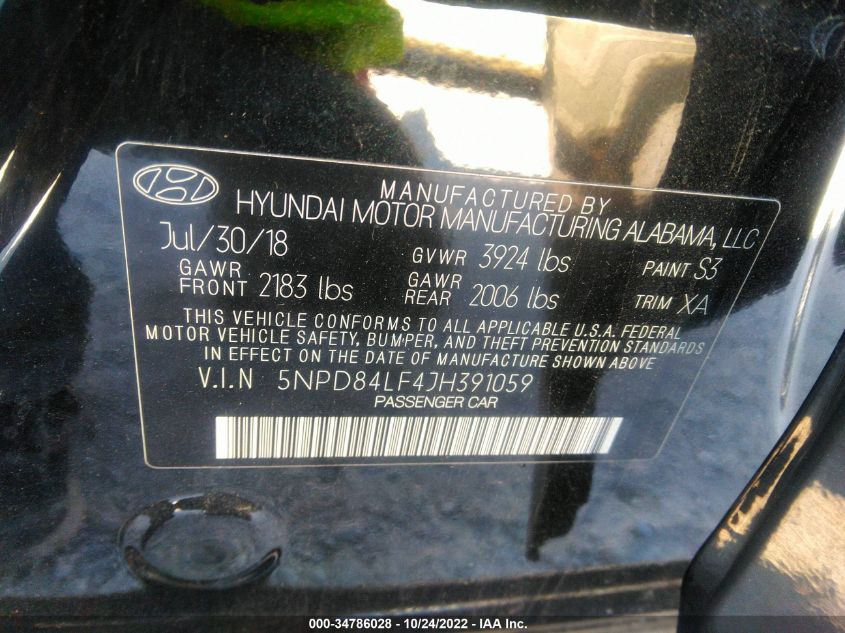 MANUFACTURED BY
HYUNDAI MOTOR MANUFACTURING ALABAMA, LLC
Jul/30/18 GVWR 3924 lbs PAINT S3
GAWR FRONT 2183 lbs GAWR REAR 2006 lbs TRIM XA
THIS VEHICLE CONFORMS TO ALL APPLICABLE U.S.A. FEDERAL
MOTOR VEHICLE SAFETY, BUMPER, AND THEFT PREVENTION STANDARDS
IN EFFECT ON THE DATE OF MANUFACTURE SHOWN ABOVE
V.I.N 5NPD84LF4JH391059
PASSENGER CAR
000-34786028 - 10/24/2022 - IAA Inc.